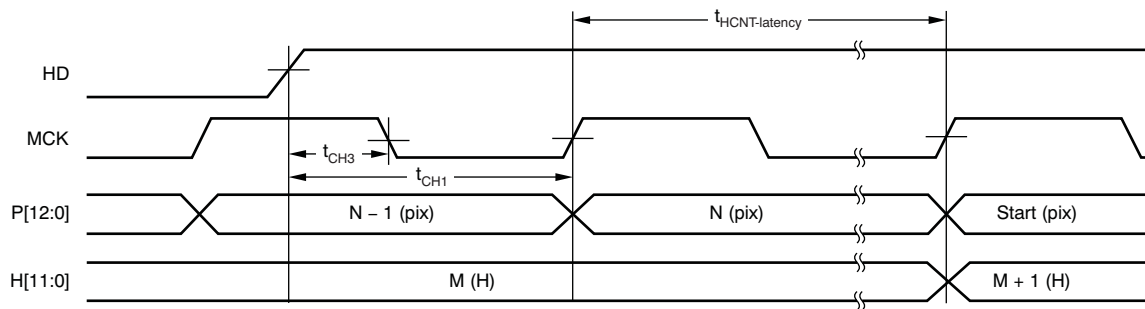 tHCNT-latency
HD
MCK
tCH3
tCH1
P[12:0]
N − 1 (pix)
N (pix)
Start (pix)
H[11:0]
M (H)
M + 1 (H)